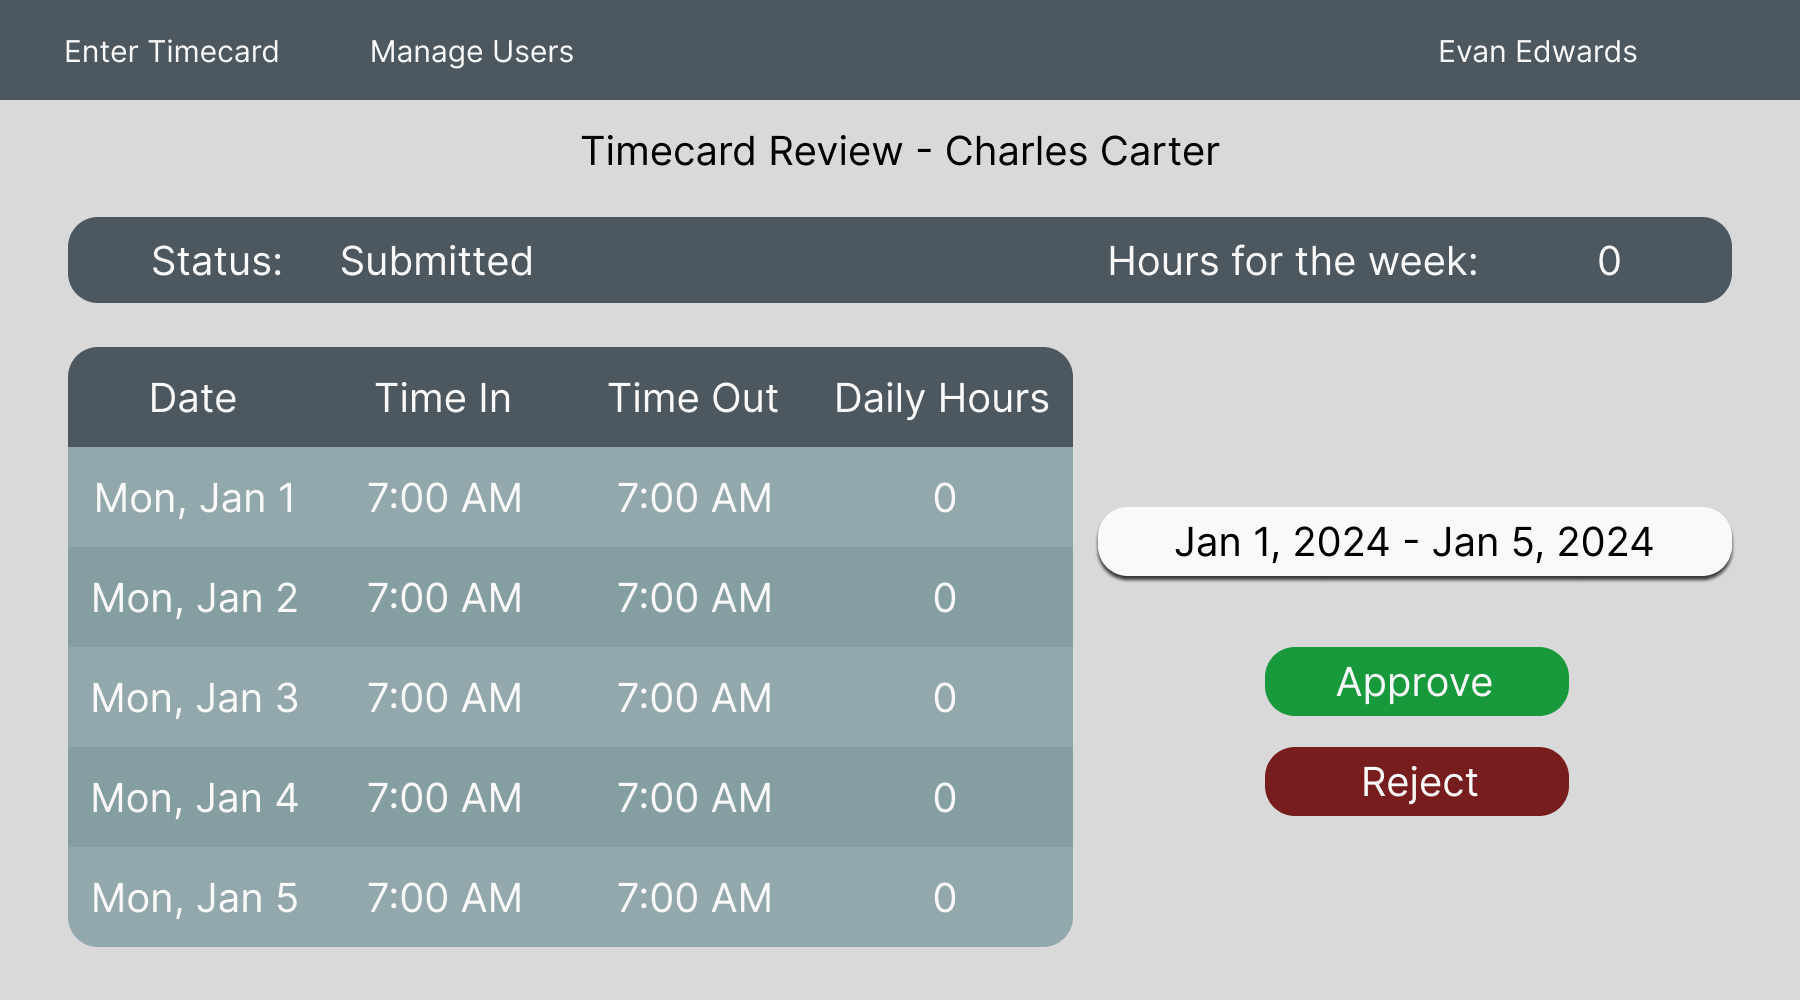 Enter Timecard Manage Users Evan Edwards
Timecard Review - Charles Carter
Status: Submitted Hours for the week: 0
Date Time In Time Out Daily Hours
Mon, Jan 1 7:00 AM 7:00 AM 0
Mon, Jan 2 7:00 AM 7:00 AM 0
Mon, Jan 3 7:00 AM 7:00 AM 0
Mon, Jan 4 7:00 AM 7:00 AM 0
Mon, Jan 5 7:00 AM 7:00 AM 0
Jan 1, 2024 - Jan 5, 2024
Approve
Reject